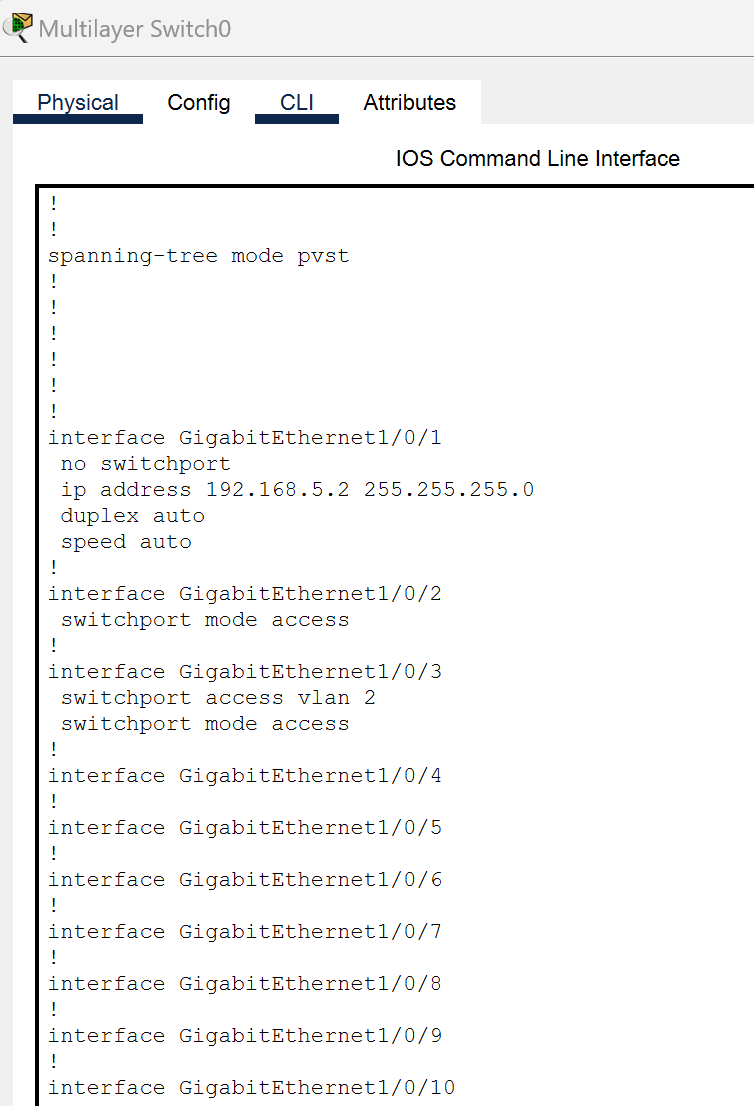 Multilayer Switch0
Physical Config CLI Attributes
IOS Command Line Interface
!
!
spanning-tree mode pvst
!
!
!
!
!
!
interface GigabitEthernet1/0/1
 no switchport
 ip address 192.168.5.2 255.255.255.0
 duplex auto
 speed auto
!
interface GigabitEthernet1/0/2
 switchport mode access
!
interface GigabitEthernet1/0/3
 switchport access vlan 2
 switchport mode access
!
interface GigabitEthernet1/0/4
!
interface GigabitEthernet1/0/5
!
interface GigabitEthernet1/0/6
!
interface GigabitEthernet1/0/7
!
interface GigabitEthernet1/0/8
!
interface GigabitEthernet1/0/9
!
interface GigabitEthernet1/0/10